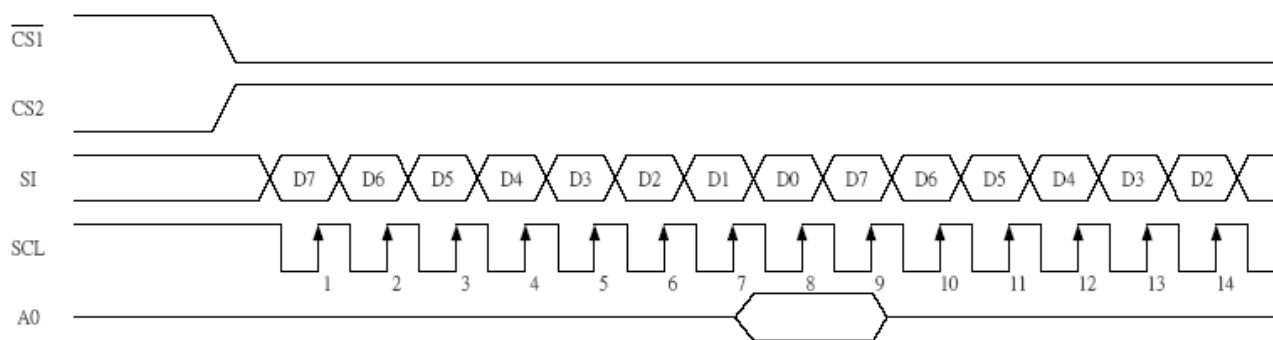 C̅S̅1̅
CS2
SI D7 D6 D5 D4 D3 D2 D1 D0 D7 D6 D5 D4 D3 D2
SCL
1 2 3 4 5 6 7 8 9 10 11 12 13 14
A0